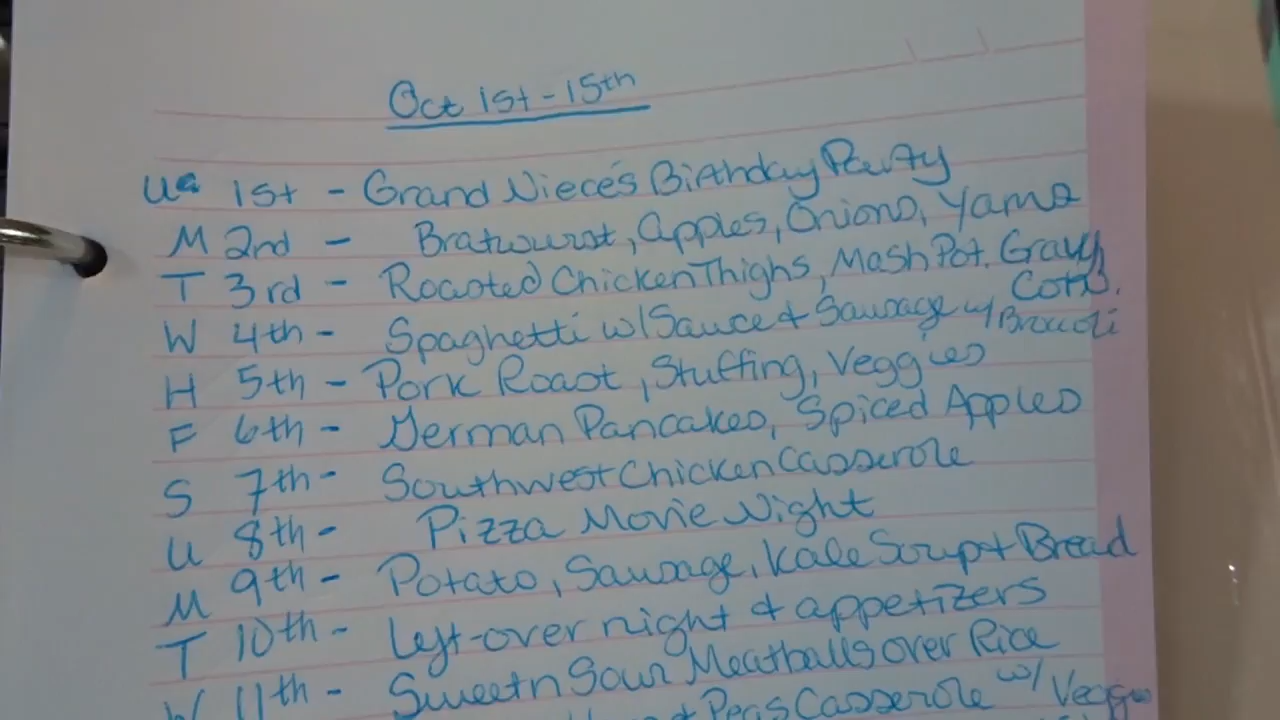 Oct 1st - 15th
U 1st - Grand Niece's Birthday Party
M 2nd - Bratwurst, Apples, Onions, Yams
T 3rd - Roasted Chicken Thighs, Mash Pot. Gravy
W 4th - Spaghetti w/ Sauce & Sausage w/ Broccoli
H 5th - Pork Roast, Stuffing, Veggies
F 6th - German Pancakes, Spiced Apples
S 7th - Southwest Chicken Casserole
U 8th - Pizza Movie Night
M 9th - Potato, Sausage, Kale Soup + Bread
T 10th - Left-over night & appetizers
W 11th - Sweet n Sour Meatballs over Rice
Peas Casserole w/ Veggie